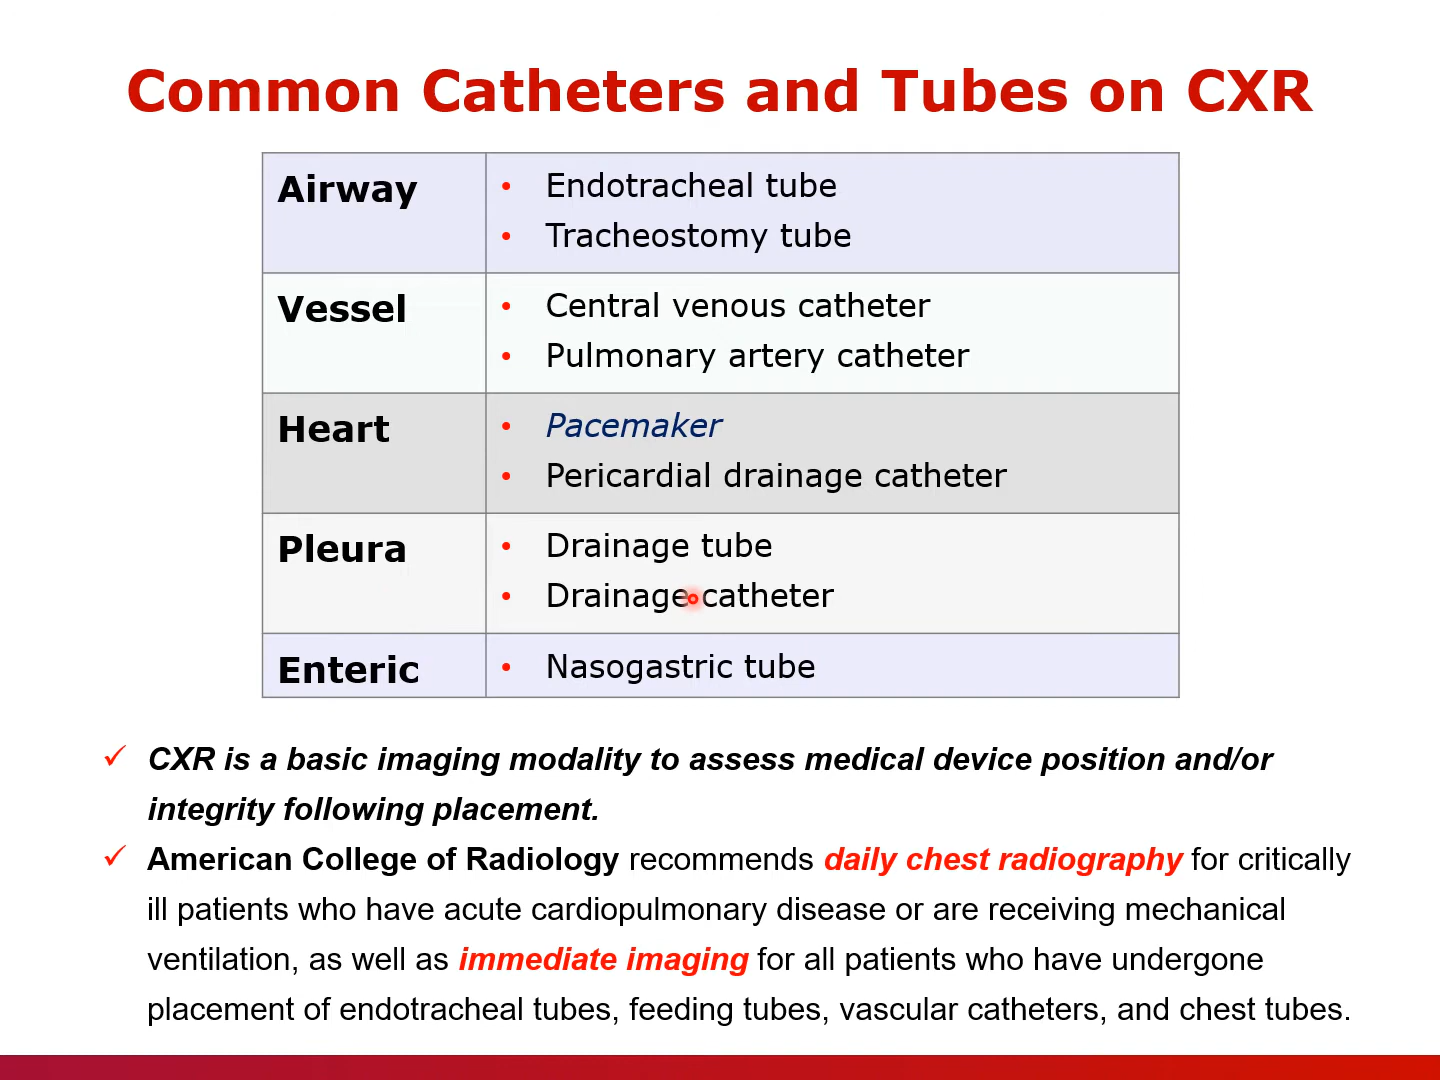 Common Catheters and Tubes on CXR
Airway
• Endotracheal tube
• Tracheostomy tube
Vessel
• Central venous catheter
• Pulmonary artery catheter
Heart
• Pacemaker
• Pericardial drainage catheter
Pleura
• Drainage tube
• Drainage catheter
Enteric
• Nasogastric tube
✓ CXR is a basic imaging modality to assess medical device position and/or
integrity following placement.
✓ American College of Radiology recommends daily chest radiography for critically
ill patients who have acute cardiopulmonary disease or are receiving mechanical
ventilation, as well as immediate imaging for all patients who have undergone
placement of endotracheal tubes, feeding tubes, vascular catheters, and chest tubes.